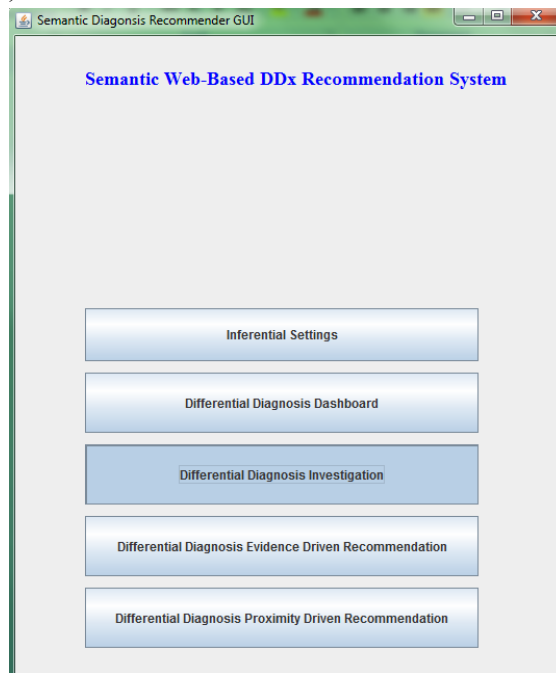 Semantic Diagonsis Recommender GUI
Semantic Web-Based DDx Recommendation System
Inferential Settings
Differential Diagnosis Dashboard
Differential Diagnosis Investigation
Differential Diagnosis Evidence Driven Recommendation
Differential Diagnosis Proximity Driven Recommendation